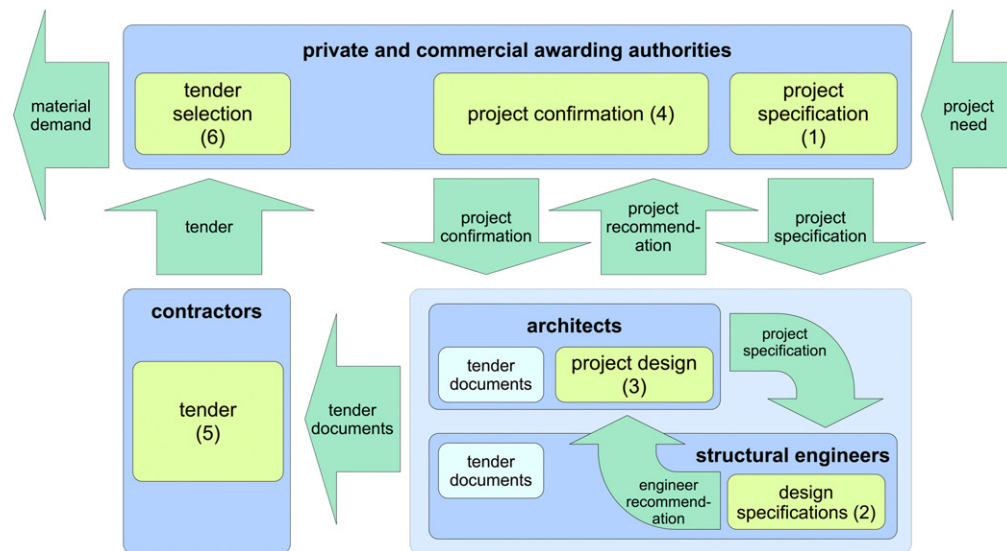 private and commercial awarding authorities
material
demand
tender
selection
(6)
project confirmation (4)
project
specification
(1)
project
need
tender
project
confirmation
project
recommend-
ation
project
specification
contractors
tender
(5)
tender
documents
architects
tender
documents
project design
(3)
project
specification
structural engineers
tender
documents
engineer
recommend-
ation
design
specifications (2)